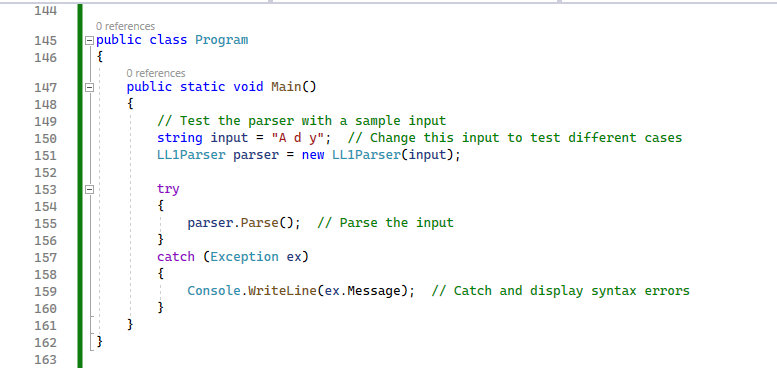 144
0 references
145 public class Program
146 {
0 references
147 public static void Main()
148 {
149 // Test the parser with a sample input
150 string input = "A d y"; // Change this input to test different cases
151 LL1Parser parser = new LL1Parser(input);
152
153 try
154 {
155 parser.Parse(); // Parse the input
156 }
157 catch (Exception ex)
158 {
159 Console.WriteLine(ex.Message); // Catch and display syntax errors
160 }
161 }
162 }
163